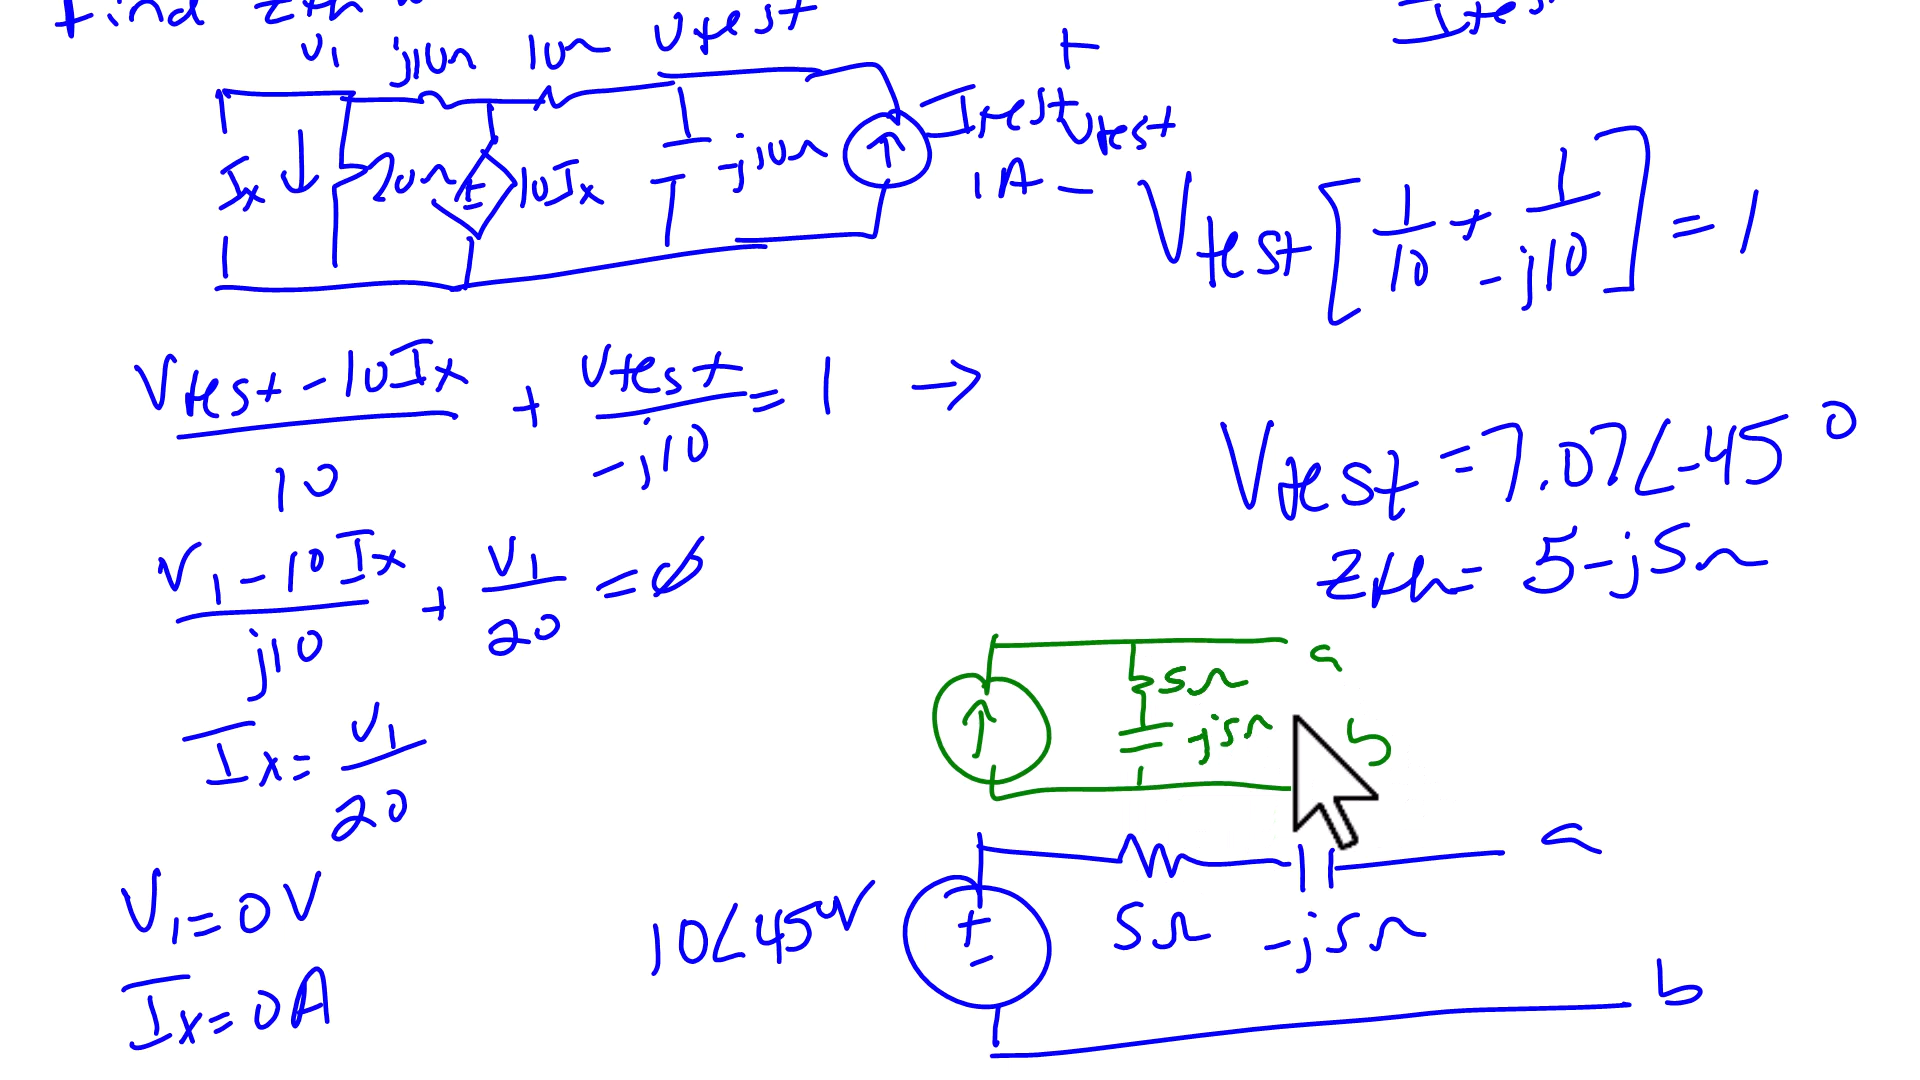 find Zth
Itest
V1 j10Ω 10Ω Vtest
Ix 20Ω ± 10Ix -j10Ω Itest 1A
+ Vtest -
Vtest [1/10 + 1/-j10] = 1
(Vtest - 10Ix)/10 + Vtest/-j10 = 1 →
Vtest = 7.07∠-45°
Zth = 5-j5Ω
(V1 - 10Ix)/j10 + V1/20 = ∅
Ix = V1/20
V1 = 0V
Ix = 0A
a
5Ω
-j5Ω b
10∠45° V + - 5Ω -j5Ω a
b